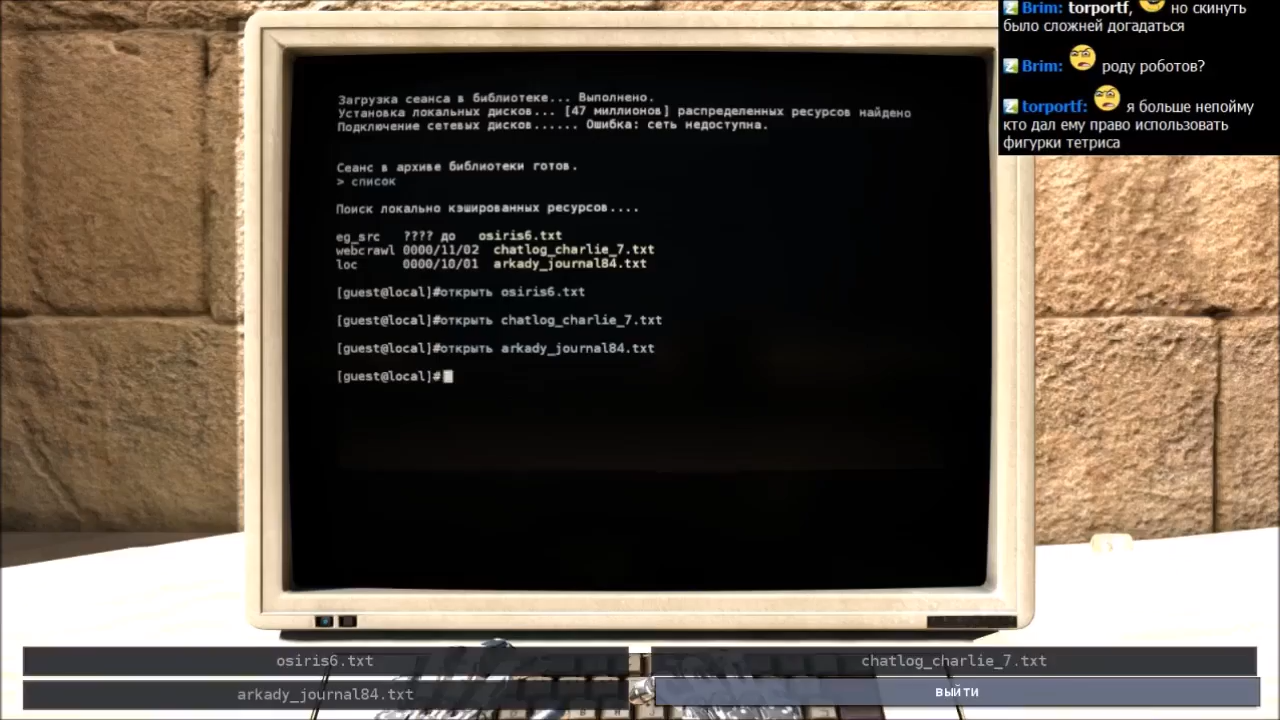 Brim: torportf, но скинуть
было сложней догадаться
Brim: роду роботов?
torportf: я больше непойму
кто дал ему право использовать
фигурки тетриса
Загрузка сеанса в библиотеке... Выполнено.
Установка локальных дисков... [47 миллионов] распределенных ресурсов найдено
Подключение сетевых дисков...... Ошибка: сеть недоступна.
Сеанс в архиве библиотеки готов.
> список
Поиск локально кэшированных ресурсов....
eg_src ???? до osiris6.txt
webcrawl 0000/11/02 chatlog_charlie_7.txt
loc 0000/10/01 arkady_journal84.txt
[guest@local]#открыть osiris6.txt
[guest@local]#открыть chatlog_charlie_7.txt
[guest@local]#открыть arkady_journal84.txt
[guest@local]#
osiris6.txt
chatlog_charlie_7.txt
arkady_journal84.txt
выйти